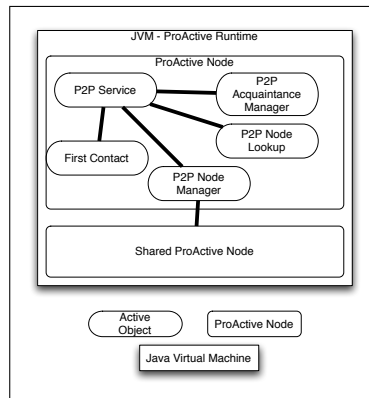 JVM - ProActive Runtime
ProActive Node
P2P Service
P2P
Acquaintance
Manager
P2P Node
Lookup
First Contact
P2P Node
Manager
Shared ProActive Node
Active
Object
ProActive Node
Java Virtual Machine